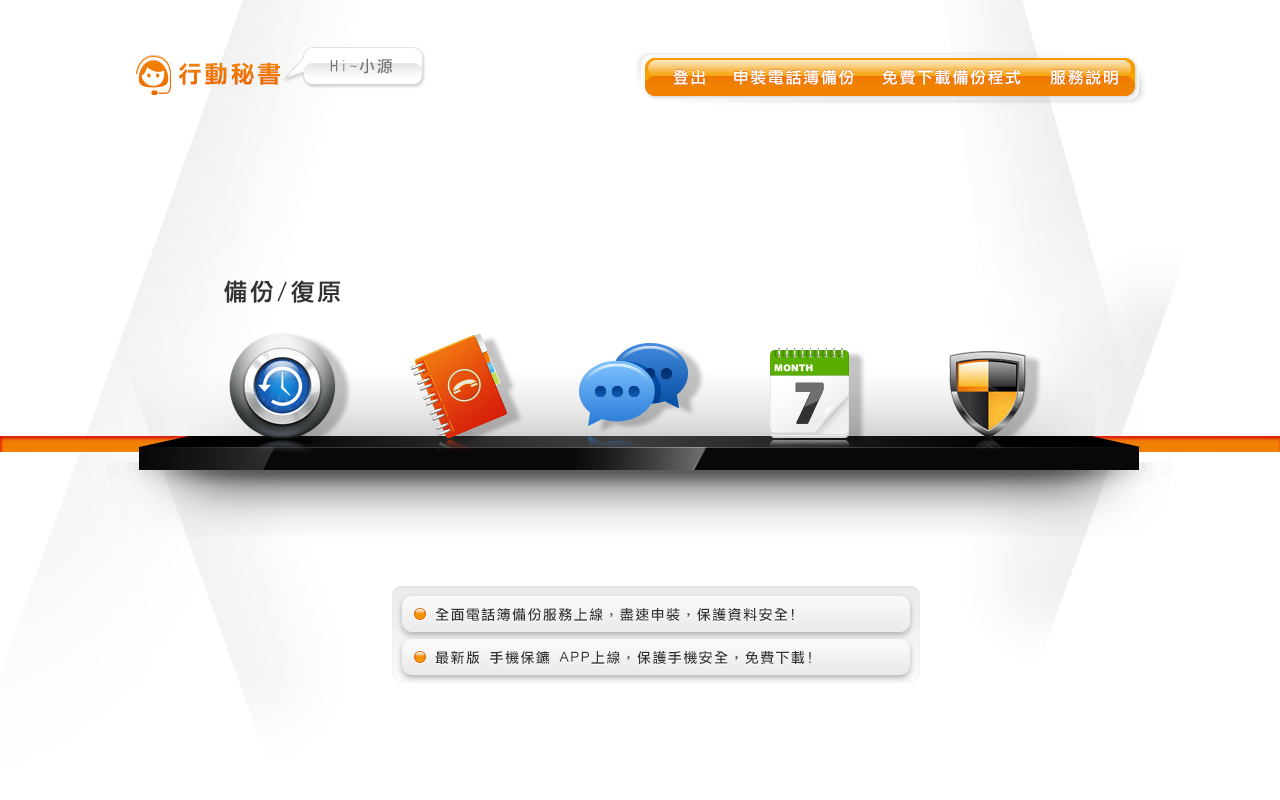 行動秘書
Hi~小源
登出 申裝電話簿備份 免費下載備份程式 服務説明
備份/復原
MONTH
7
全面電話簿備份服務上線，盡速申裝，保護資料安全！
最新版 手機保鑣 APP上線，保護手機安全，免費下載！